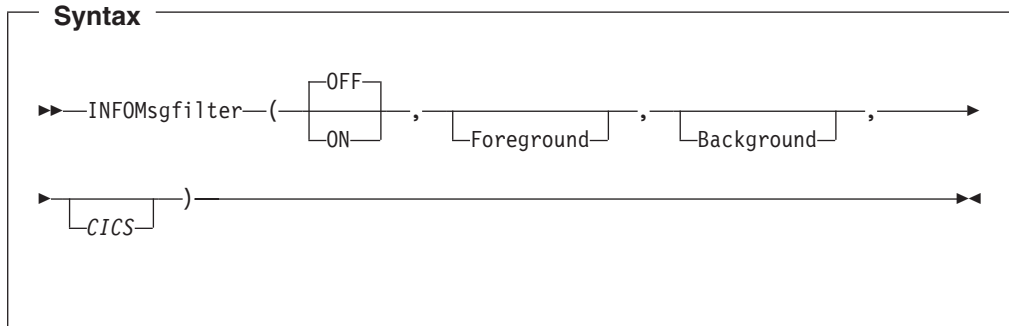 Syntax
OFF
INFOMsgfilter ( ON , Foreground , Background ,
CICS )